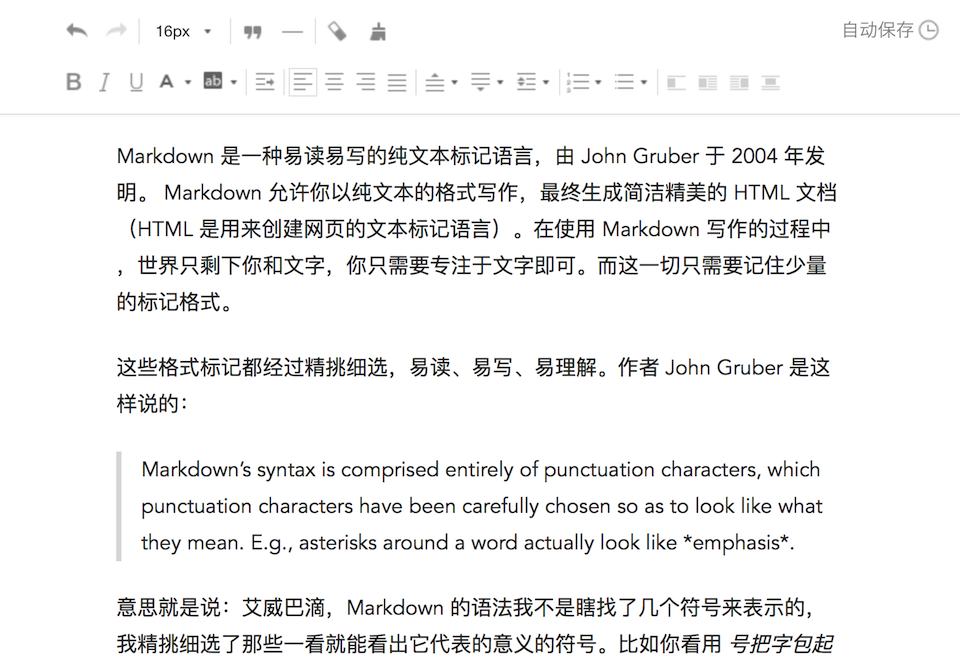 16px
自动保存
B I U A ab
Markdown 是一种易读易写的纯文本标记语言，由 John Gruber 于 2004 年发
明。 Markdown 允许你以纯文本的格式写作，最终生成简洁精美的 HTML 文档
（HTML 是用来创建网页的文本标记语言）。在使用 Markdown 写作的过程中
，世界只剩下你和文字，你只需要专注于文字即可。而这一切只需要记住少量
的标记格式。
这些格式标记都经过精挑细选，易读、易写、易理解。作者 John Gruber 是这
样说的：
Markdown’s syntax is comprised entirely of punctuation characters, which
punctuation characters have been carefully chosen so as to look like what
they mean. E.g., asterisks around a word actually look like *emphasis*.
意思就是说：艾威巴滴，Markdown 的语法我不是瞎找了几个符号来表示的，
我精挑细选了那些一看就能看出它代表的意义的符号。比如你看用 号把字包起